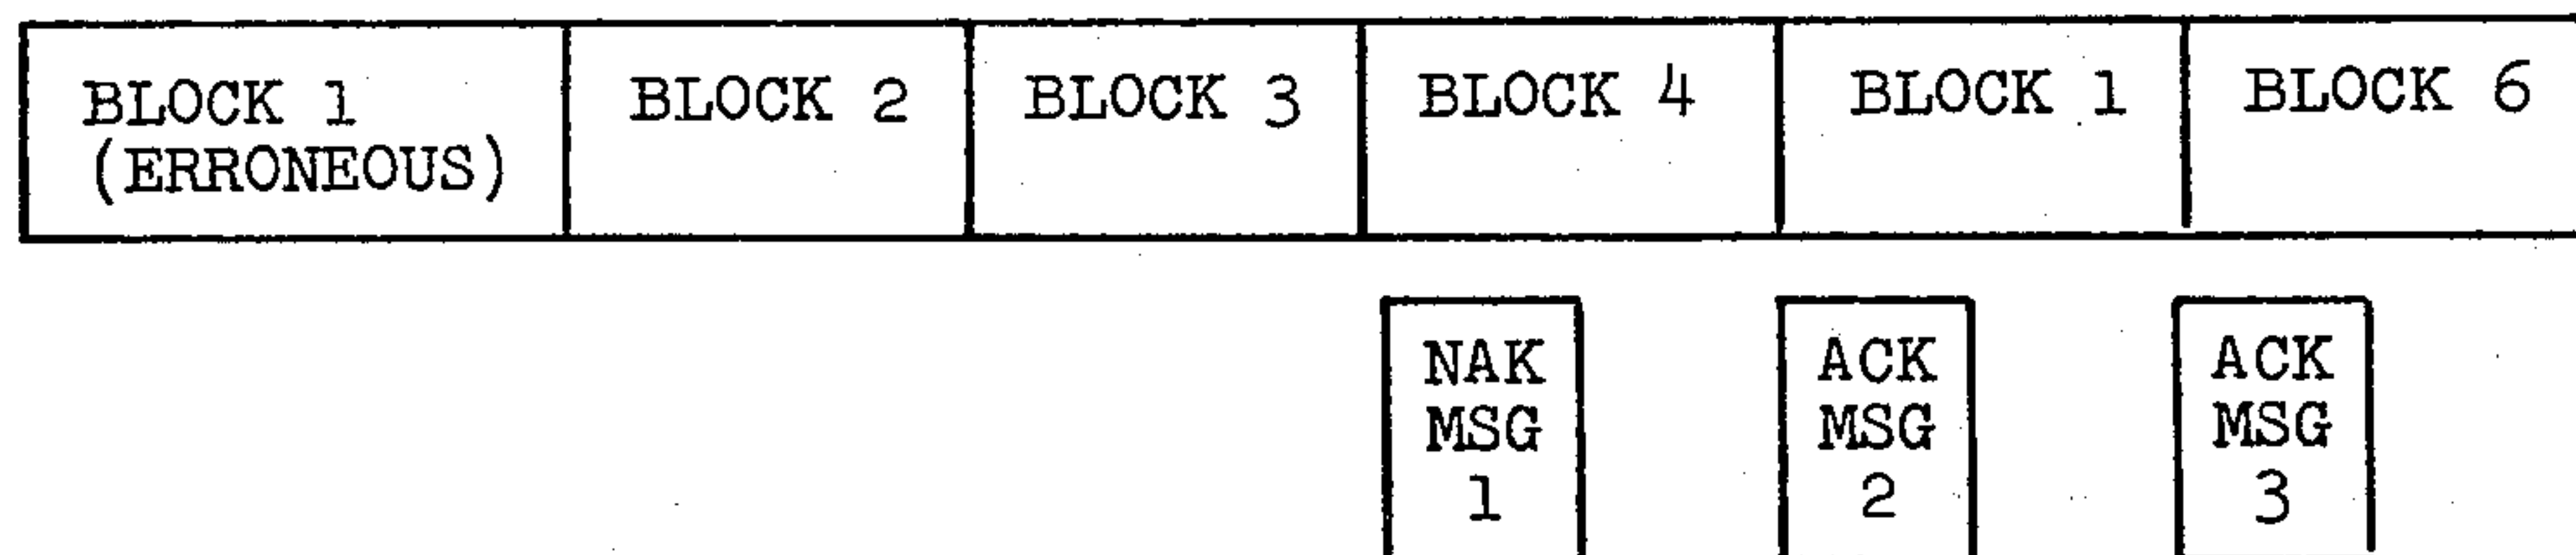 BLOCK 1
(ERRONEOUS)
BLOCK 2
BLOCK 3
BLOCK 4
BLOCK 1
BLOCK 6
NAK
MSG
1
ACK
MSG
2
ACK
MSG
3